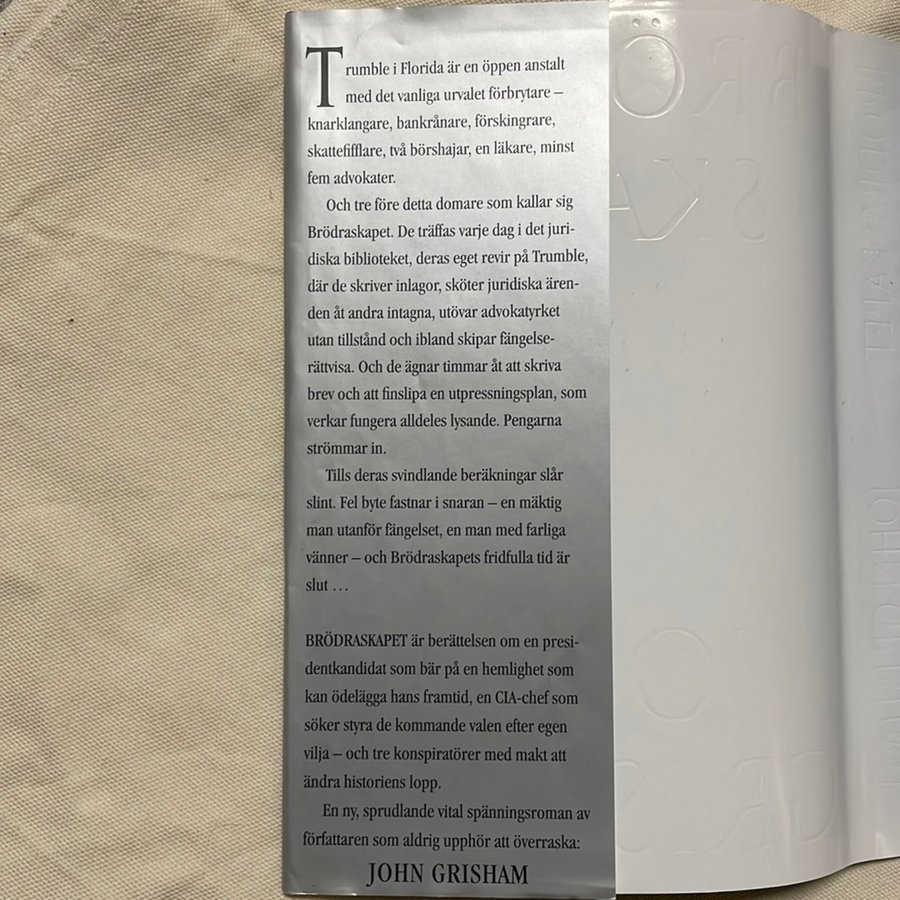 Trumble i Florida är en öppen anstalt
med det vanliga urvalet förbrytare –
knarklangare, bankrånare, förskingrare,
skattefifflare, två börshajar, en läkare, minst
fem advokater.
Och tre före detta domare som kallar sig
Brödraskapet. De träffas varje dag i det juri-
diska biblioteket, deras eget revir på Trumble,
där de skriver inlagor, sköter juridiska ären-
den åt andra intagna, utövar advokatyrket
utan tillstånd och ibland skipar fängelse-
rättvisa. Och de ägnar timmar åt att skriva
brev och att finslipa en utpressningsplan, som
verkar fungera alldeles lysande. Pengarna
strömmar in.
Tills deras svindlande beräkningar slår
slint. Fel byte fastnar i snaran – en mäktig
man utanför fängelset, en man med farliga
vänner – och Brödraskapets fridfulla tid är
slut …
BRÖDRASKAPET är berättelsen om en presi-
dentkandidat som bär på en hemlighet som
kan ödelägga hans framtid, en CIA-chef som
söker styra de kommande valen efter egen
vilja – och tre konspiratörer med makt att
ändra historiens lopp.
En ny, sprudlande vital spänningsroman av
författaren som aldrig upphör att överraska:
JOHN GRISHAM